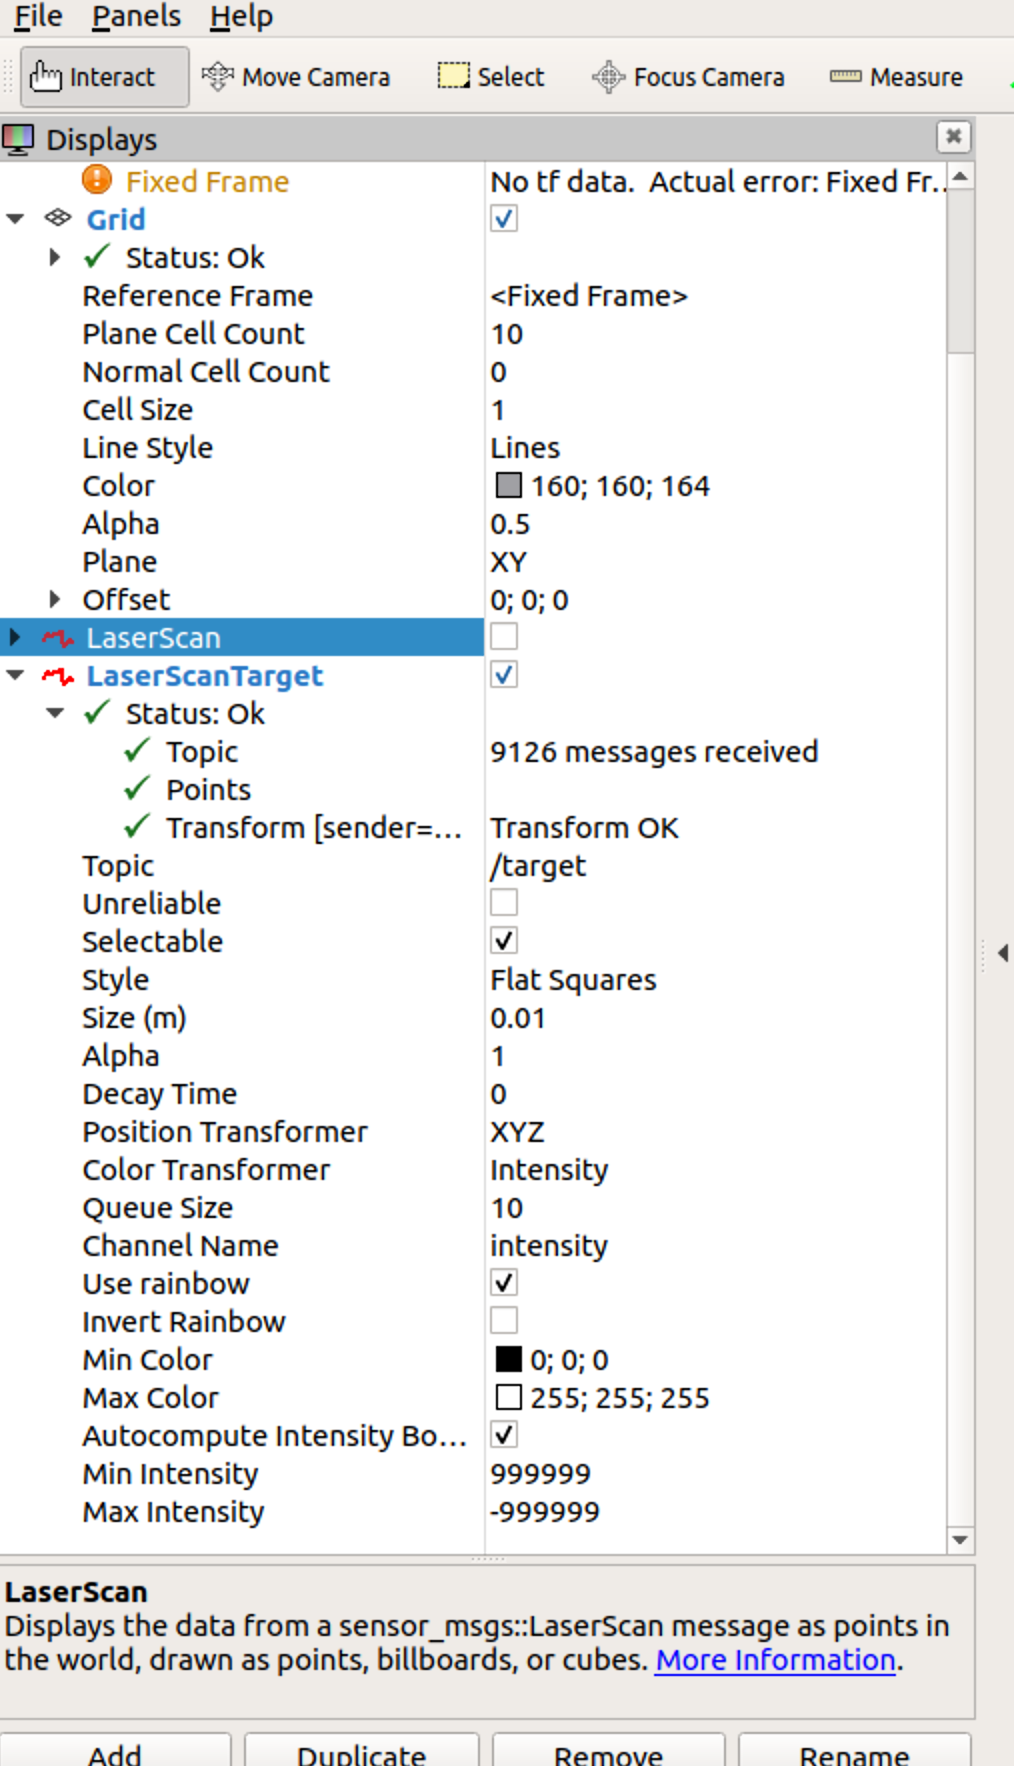 File Panels Help
Interact Move Camera Select Focus Camera Measure
Displays
Fixed Frame No tf data. Actual error: Fixed Fr..
Grid
Status: Ok
Reference Frame <Fixed Frame>
Plane Cell Count 10
Normal Cell Count 0
Cell Size 1
Line Style Lines
Color 160; 160; 164
Alpha 0.5
Plane XY
Offset 0; 0; 0
LaserScan
LaserScanTarget
Status: Ok
Topic 9126 messages received
Points
Transform [sender=... Transform OK
Topic /target
Unreliable
Selectable
Style Flat Squares
Size (m) 0.01
Alpha 1
Decay Time 0
Position Transformer XYZ
Color Transformer Intensity
Queue Size 10
Channel Name intensity
Use rainbow
Invert Rainbow
Min Color 0; 0; 0
Max Color 255; 255; 255
Autocompute Intensity Bo...
Min Intensity 999999
Max Intensity -999999
LaserScan
Displays the data from a sensor_msgs::LaserScan message as points in
the world, drawn as points, billboards, or cubes. More Information.
Add Duplicate Remove Rename